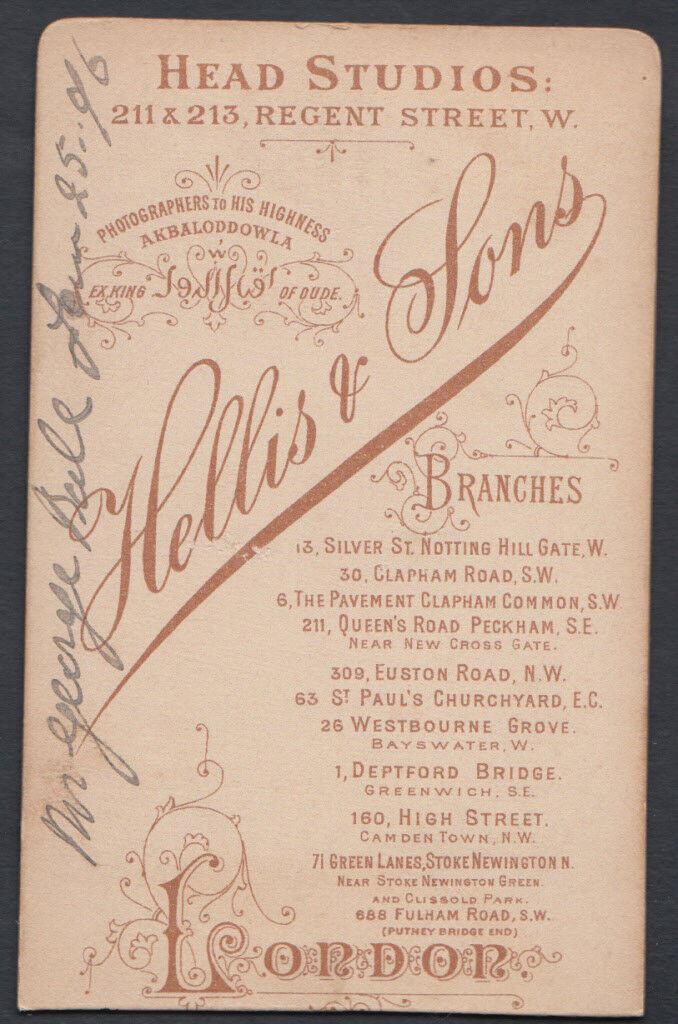 HEAD STUDIOS:
211 & 213, REGENT STREET, W.
PHOTOGRAPHERS TO HIS HIGHNESS
AKBALODDOWLA
EX, KING
OF OUDE.
Hellis & Sons
BRANCHES
13, SILVER ST. NOTTING HILL GATE, W.
30, CLAPHAM ROAD, S.W.
6, THE PAVEMENT CLAPHAM COMMON, S.W
211, QUEEN'S ROAD PECKHAM, S.E.
NEAR NEW CROSS GATE.
309, EUSTON ROAD, N.W.
63 ST PAUL'S CHURCHYARD, E.C.
26 WESTBOURNE GROVE.
BAYSWATER, W.
1, DEPTFORD BRIDGE.
GREENWICH, S.E.
160, HIGH STREET.
CAMDEN TOWN, N.W.
71 GREEN LANES, STOKE NEWINGTON N.
NEAR STOKE NEWINGTON GREEN.
AND CLISSOLD PARK.
688 FULHAM ROAD, S.W.
(PUTNEY BRIDGE END)
LONDON.
Mr George 25..96